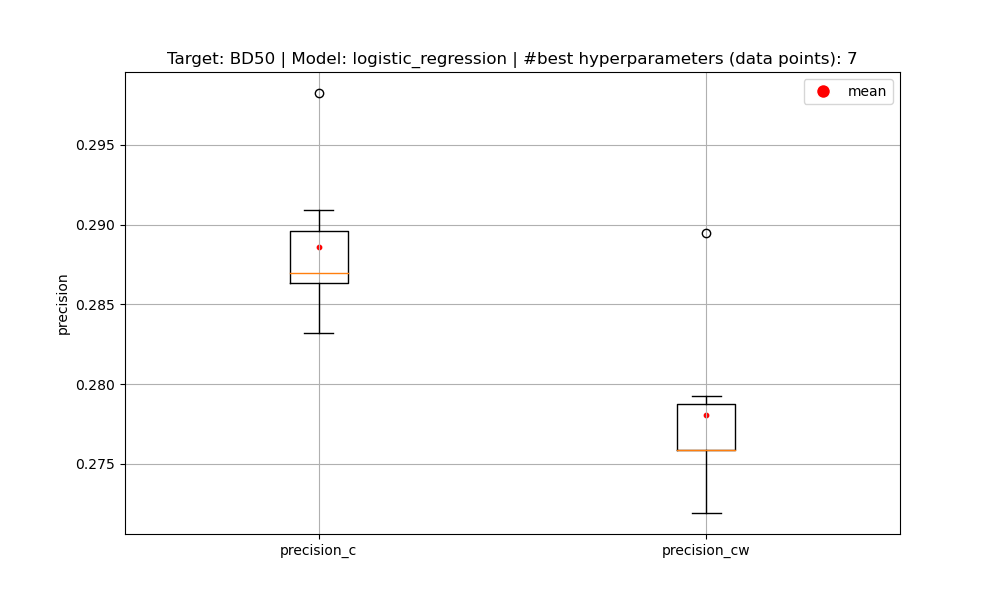 Target: BD50 | Model: logistic_regression | #best hyperparameters (data points): 7
mean
0.295
0.290
0.285
0.280
0.275
precision
precision_c
precision_cw